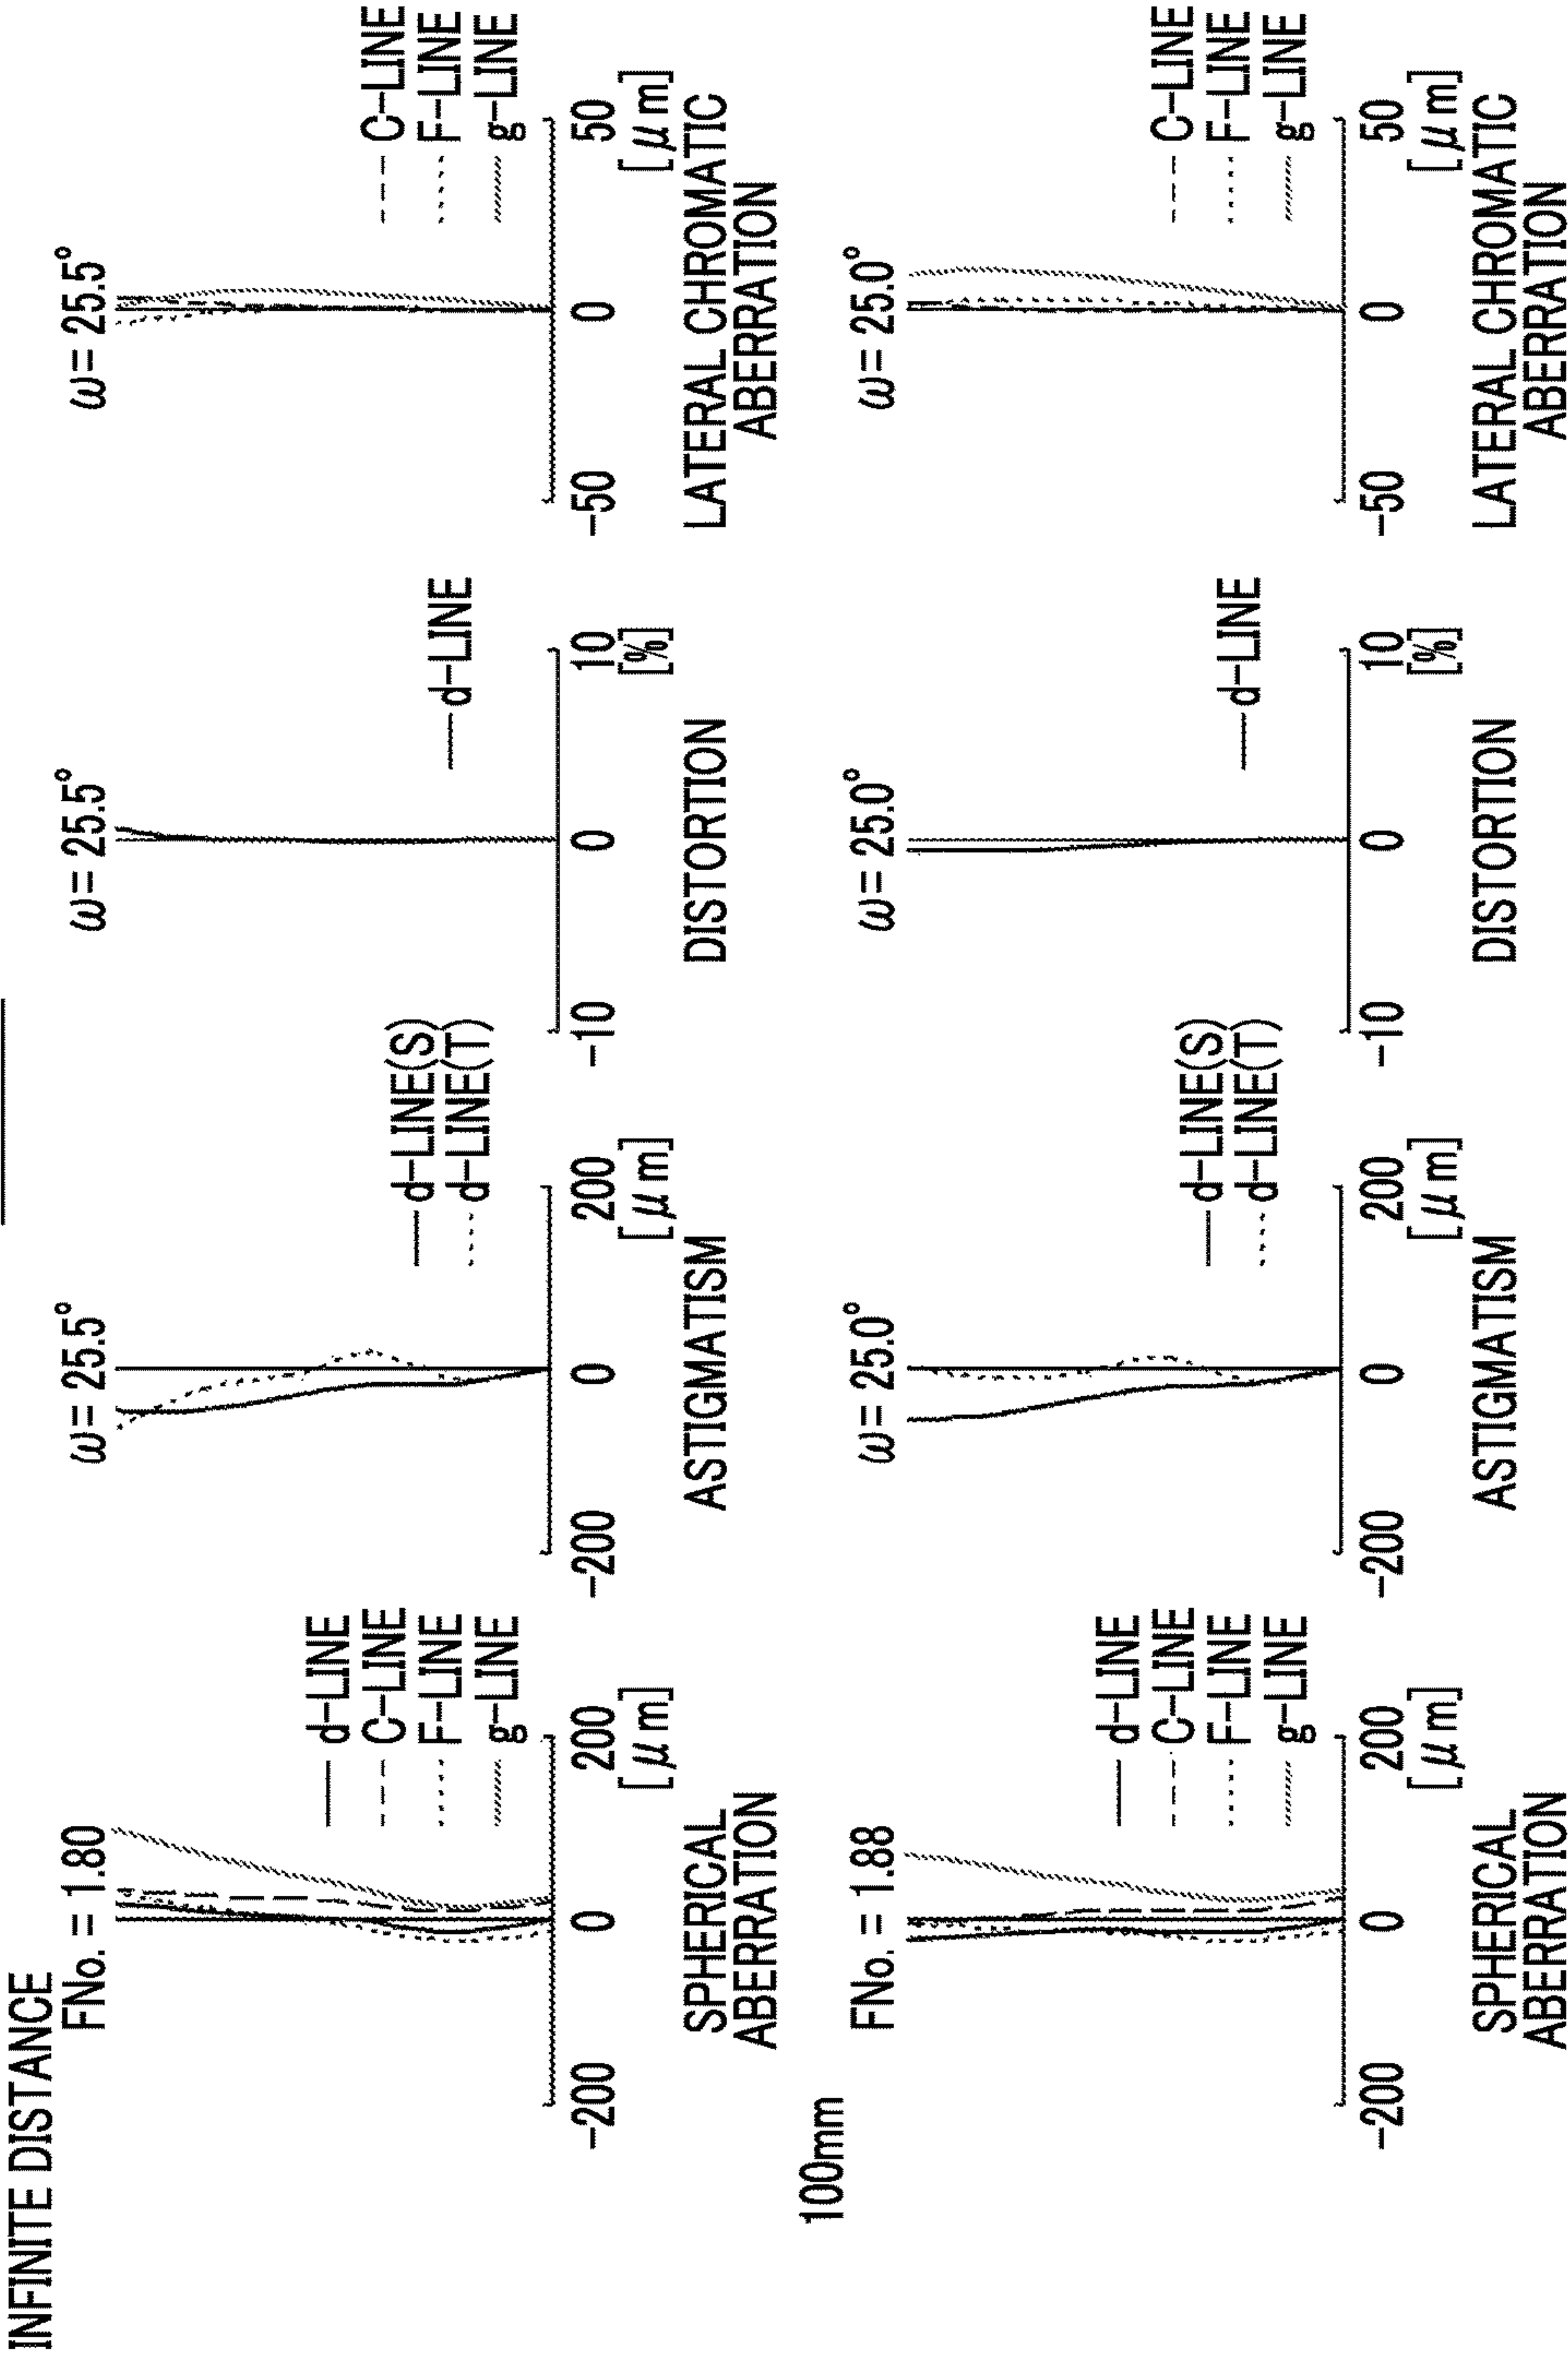 INFINITE DISTANCE
FNo. = 1.80
d-LINE
C-LINE
F-LINE
g-LINE
-200 0 200
[μm]
SPHERICAL
ABERRATION
ω= 25.5°
d-LINE(S)
d-LINE(T)
-200 0 200
[μm]
ASTIGMATISM
ω= 25.5°
d-LINE
-10 0 10
[%]
DISTORTION
ω= 25.5°
C-LINE
F-LINE
g-LINE
-50 0 50
[μm]
LATERAL CHROMATIC
ABERRATION
100mm
FNo. = 1.88
d-LINE
C-LINE
F-LINE
g-LINE
-200 0 200
[μm]
SPHERICAL
ABERRATION
ω= 25.0°
d-LINE(S)
d-LINE(T)
-200 0 200
[μm]
ASTIGMATISM
ω= 25.0°
d-LINE
-10 0 10
[%]
DISTORTION
ω= 25.0°
C-LINE
F-LINE
g-LINE
-50 0 50
[μm]
LATERAL CHROMATIC
ABERRATION